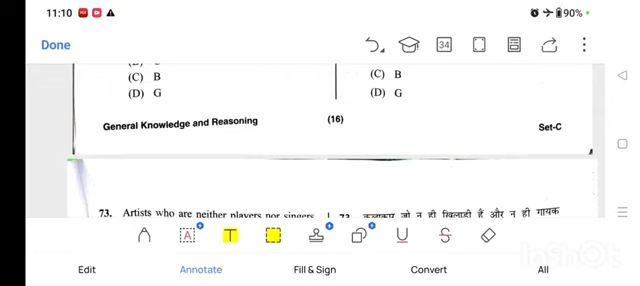 11:10
90%
Done
34
(C) B
(D) G
(C) B
(D) G
General Knowledge and Reasoning
(16)
Set-C
73. Artists who are neither players nor singers
73. कलाकार जो न ही खिलाड़ी हैं और न ही गायक
A
T
U
S
InShOt
Edit
Annotate
Fill & Sign
Convert
All